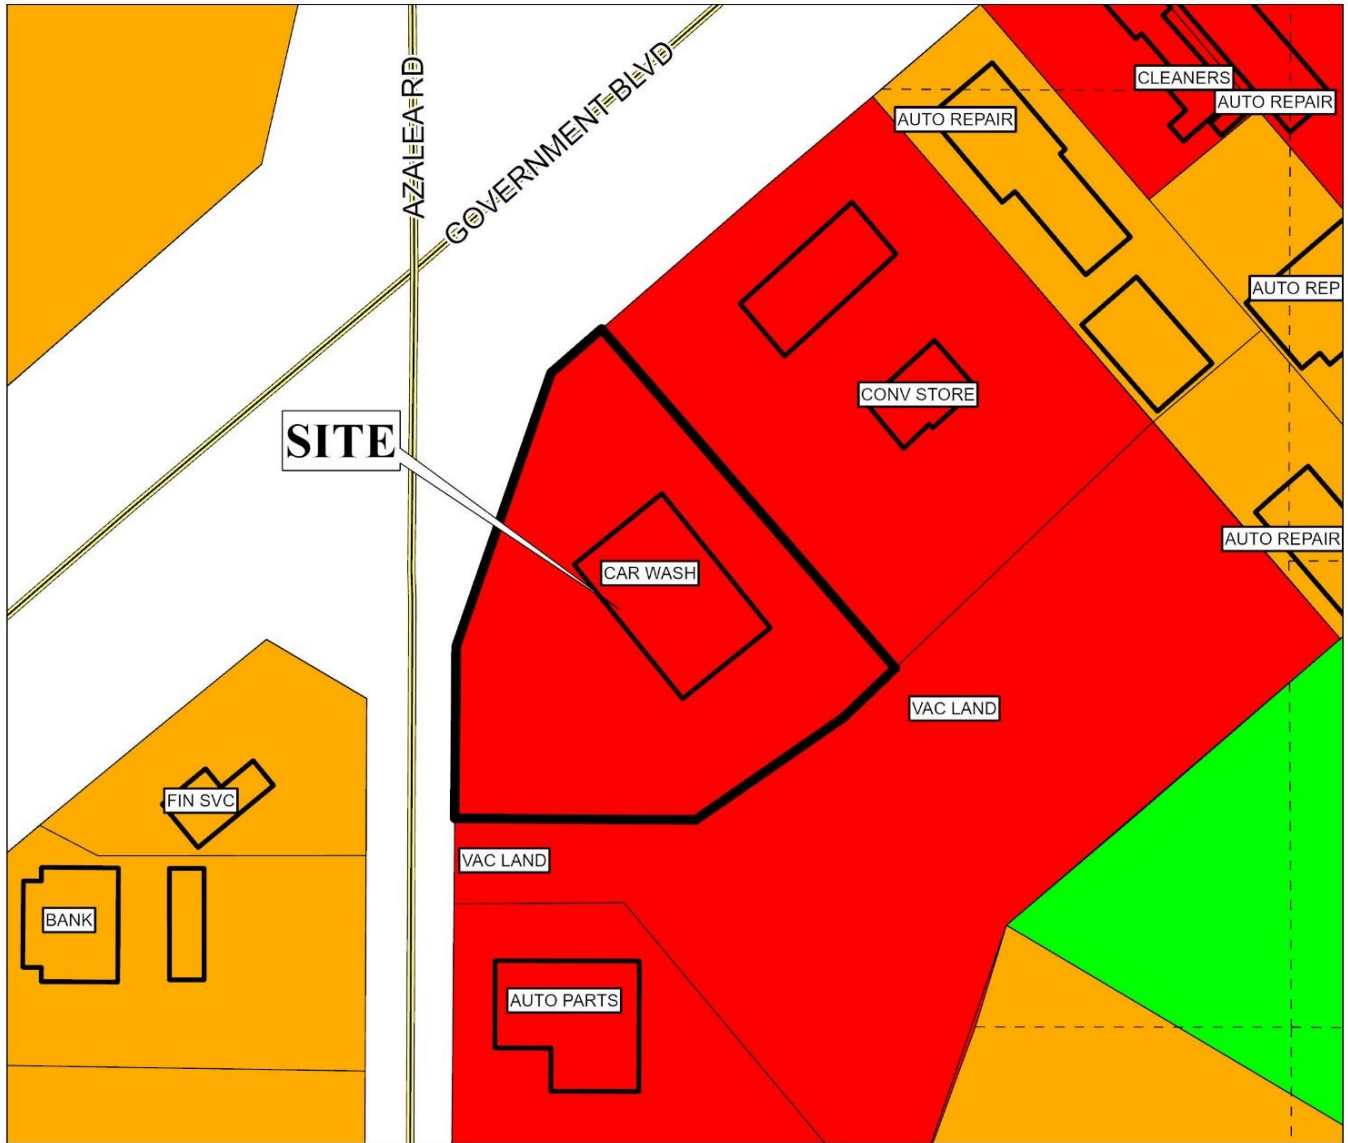 CLEANERS
AUTO REPAIR
AUTO REPAIR
AZALEA RD
GOVERNMENT BLVD
AUTO REP
CONV STORE
SITE
AUTO REPAIR
CAR WASH
VAC LAND
FIN SVC
VAC LAND
BANK
AUTO PARTS